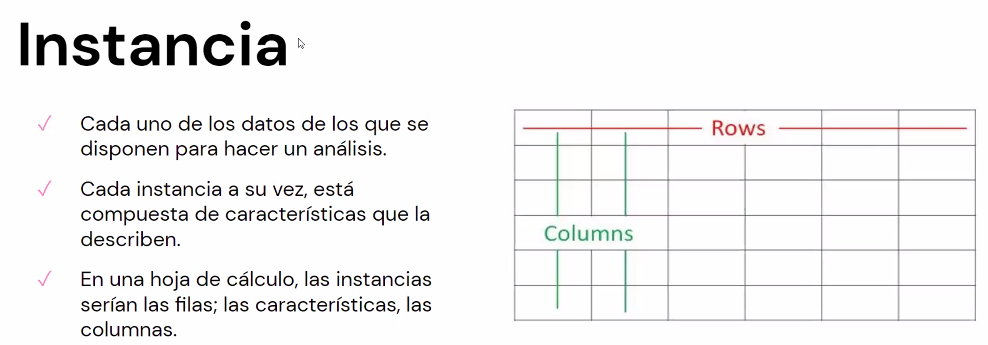 Instancia
✓ Cada uno de los datos de los que se
disponen para hacer un análisis.
✓ Cada instancia a su vez, está
compuesta de características que la
describen.
✓ En una hoja de cálculo, las instancias
serían las filas; las características, las
columnas.
Rows
Columns